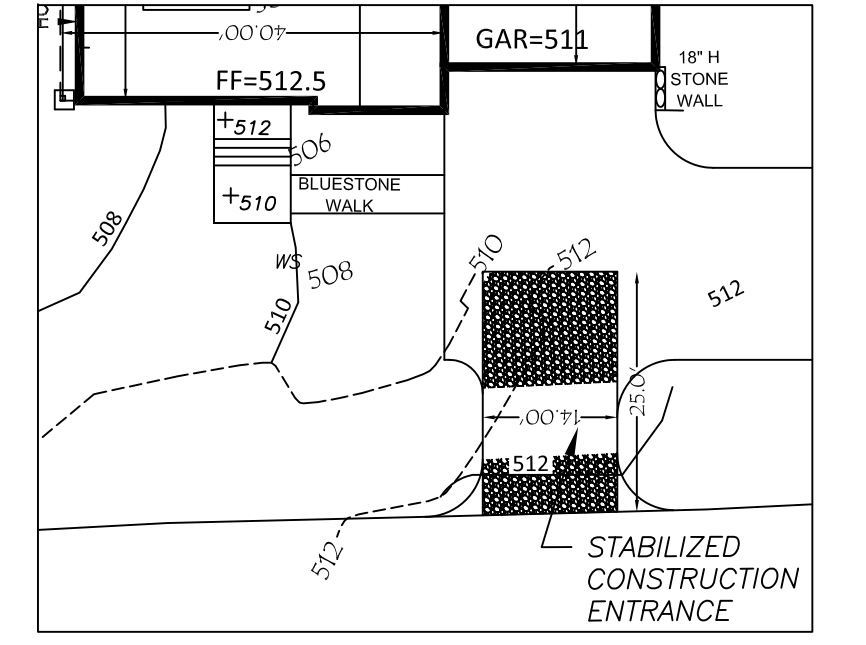 40.00'
GAR=511
FF=512.5
18" H
STONE
WALL
+512
506
+510
BLUESTONE
WALK
508
WS
508
510
512
512
510
25.0'
14.00'
512
512
STABILIZED
CONSTRUCTION
ENTRANCE